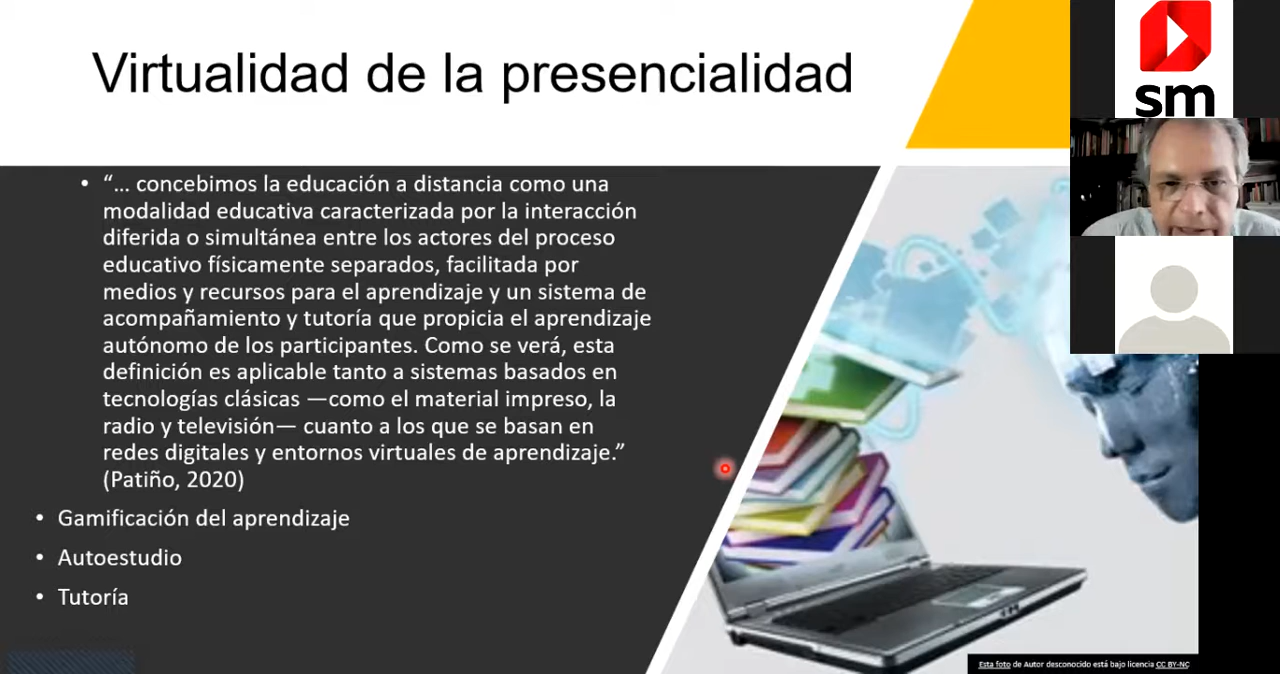 Virtualidad de la presencialidad
sm
• “... concebimos la educación a distancia como una
modalidad educativa caracterizada por la interacción
diferida o simultánea entre los actores del proceso
educativo físicamente separados, facilitada por
medios y recursos para el aprendizaje y un sistema de
acompañamiento y tutoría que propicia el aprendizaje
autónomo de los participantes. Como se verá, esta
definición es aplicable tanto a sistemas basados en
tecnologías clásicas —como el material impreso, la
radio y televisión— cuanto a los que se basan en
redes digitales y entornos virtuales de aprendizaje.”
(Patiño, 2020)
• Gamificación del aprendizaje
• Autoestudio
• Tutoría
Esta foto de Autor desconocido está bajo licencia CC BY-NC